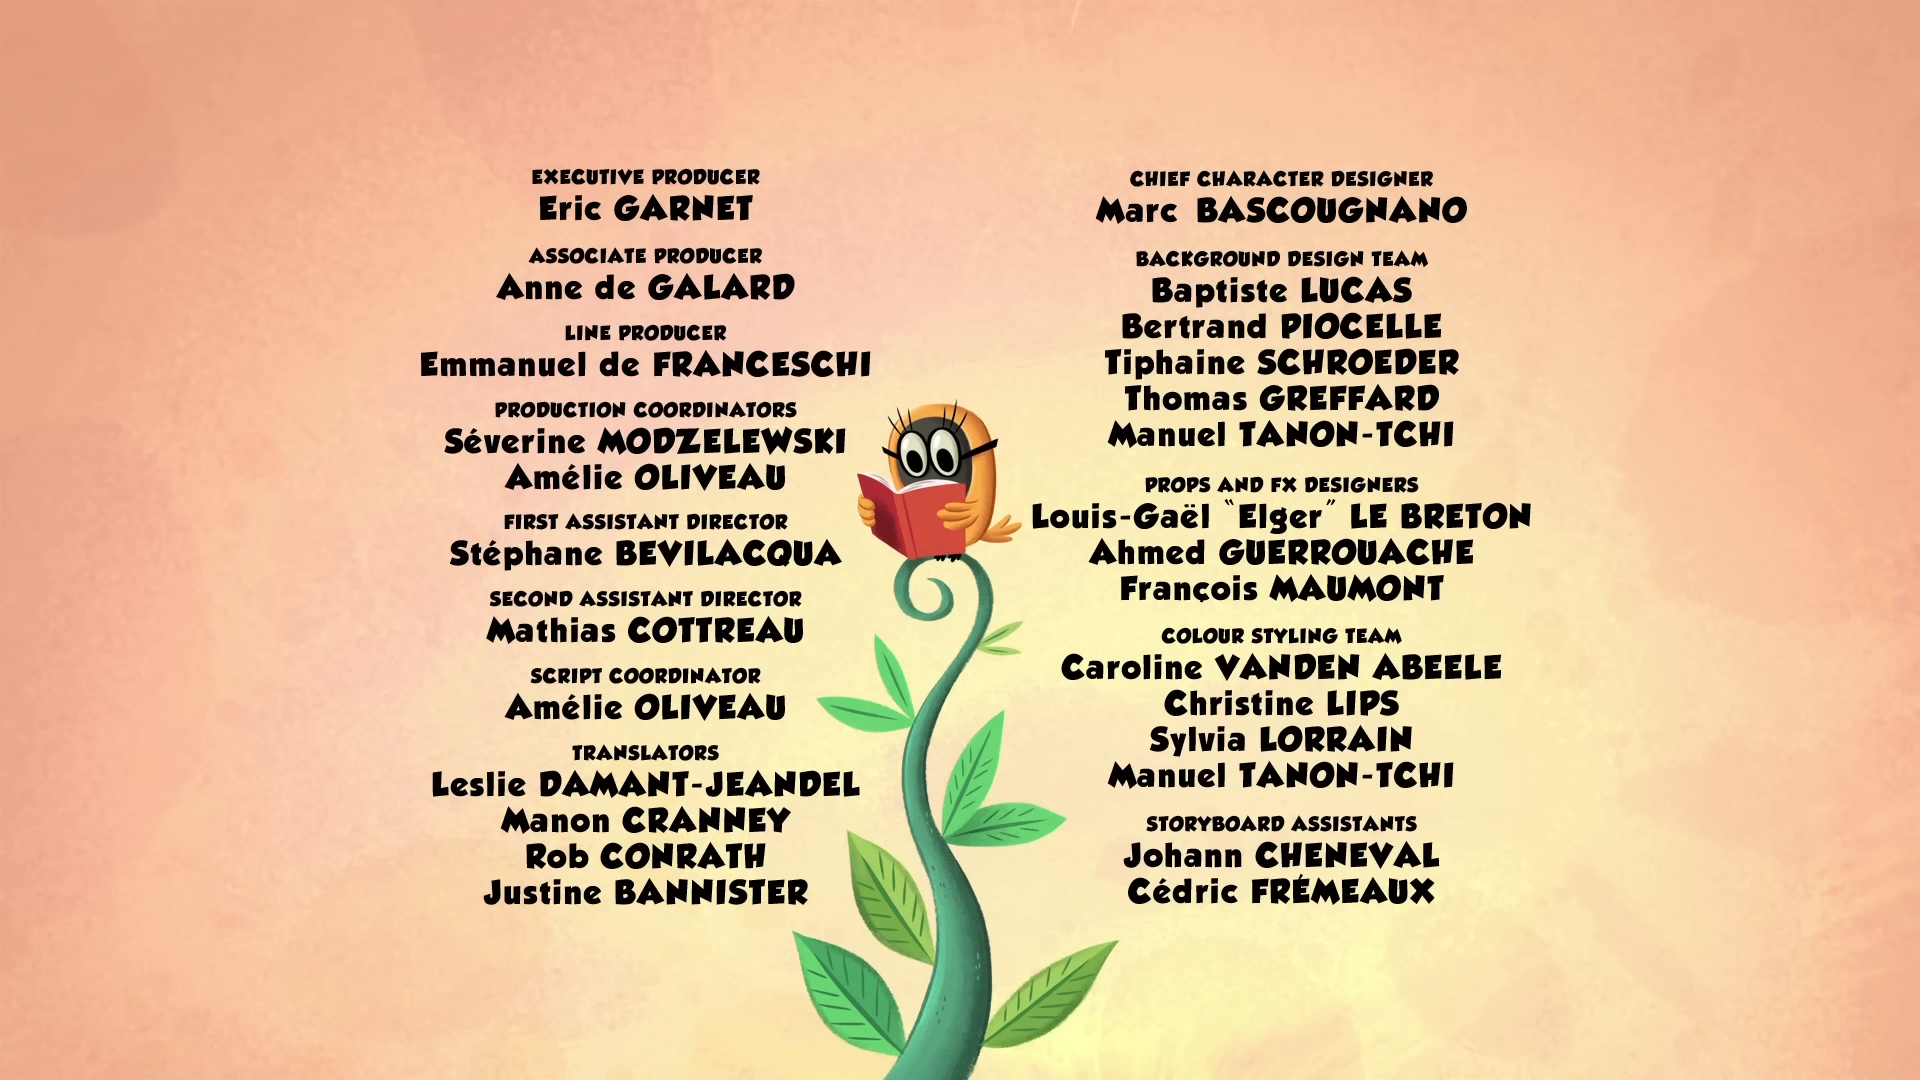 EXECUTIVE PRODUCER
Eric GARNET
ASSOCIATE PRODUCER
Anne de GALARD
LINE PRODUCER
Emmanuel de FRANCESCHI
PRODUCTION COORDINATORS
Séverine MODZELEWSKI
Amélie OLIVEAU
FIRST ASSISTANT DIRECTOR
Stéphane BEVILACQUA
SECOND ASSISTANT DIRECTOR
Mathias COTTREAU
SCRIPT COORDINATOR
Amélie OLIVEAU
TRANSLATORS
Leslie DAMANT-JEANDEL
Manon CRANNEY
Rob CONRATH
Justine BANNISTER
CHIEF CHARACTER DESIGNER
Marc BASCOUGNANO
BACKGROUND DESIGN TEAM
Baptiste LUCAS
Bertrand PIOCELLE
Tiphaine SCHROEDER
Thomas GREFFARD
Manuel TANON-TCHI
PROPS AND FX DESIGNERS
Louis-Gaël "Elger" LE BRETON
Ahmed GUERROUACHE
François MAUMONT
COLOUR STYLING TEAM
Caroline VANDEN ABEELE
Christine LIPS
Sylvia LORRAIN
Manuel TANON-TCHI
STORYBOARD ASSISTANTS
Johann CHENEVAL
Cédric FRÉMEAUX